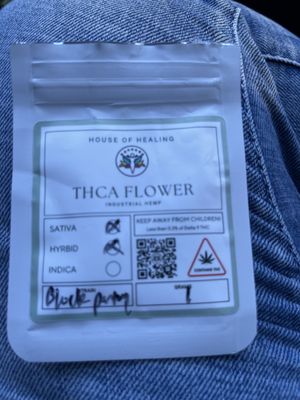 HOUSE OF HEALING
THCA FLOWER
INDUSTRIAL HEMP
SATIVA
KEEP AWAY FROM CHILDREN!
Less than 0.3% of Delta 9 THC
HYRBID
INDICA
CONTAINS THC
STRAIN:
GRAMS
Black